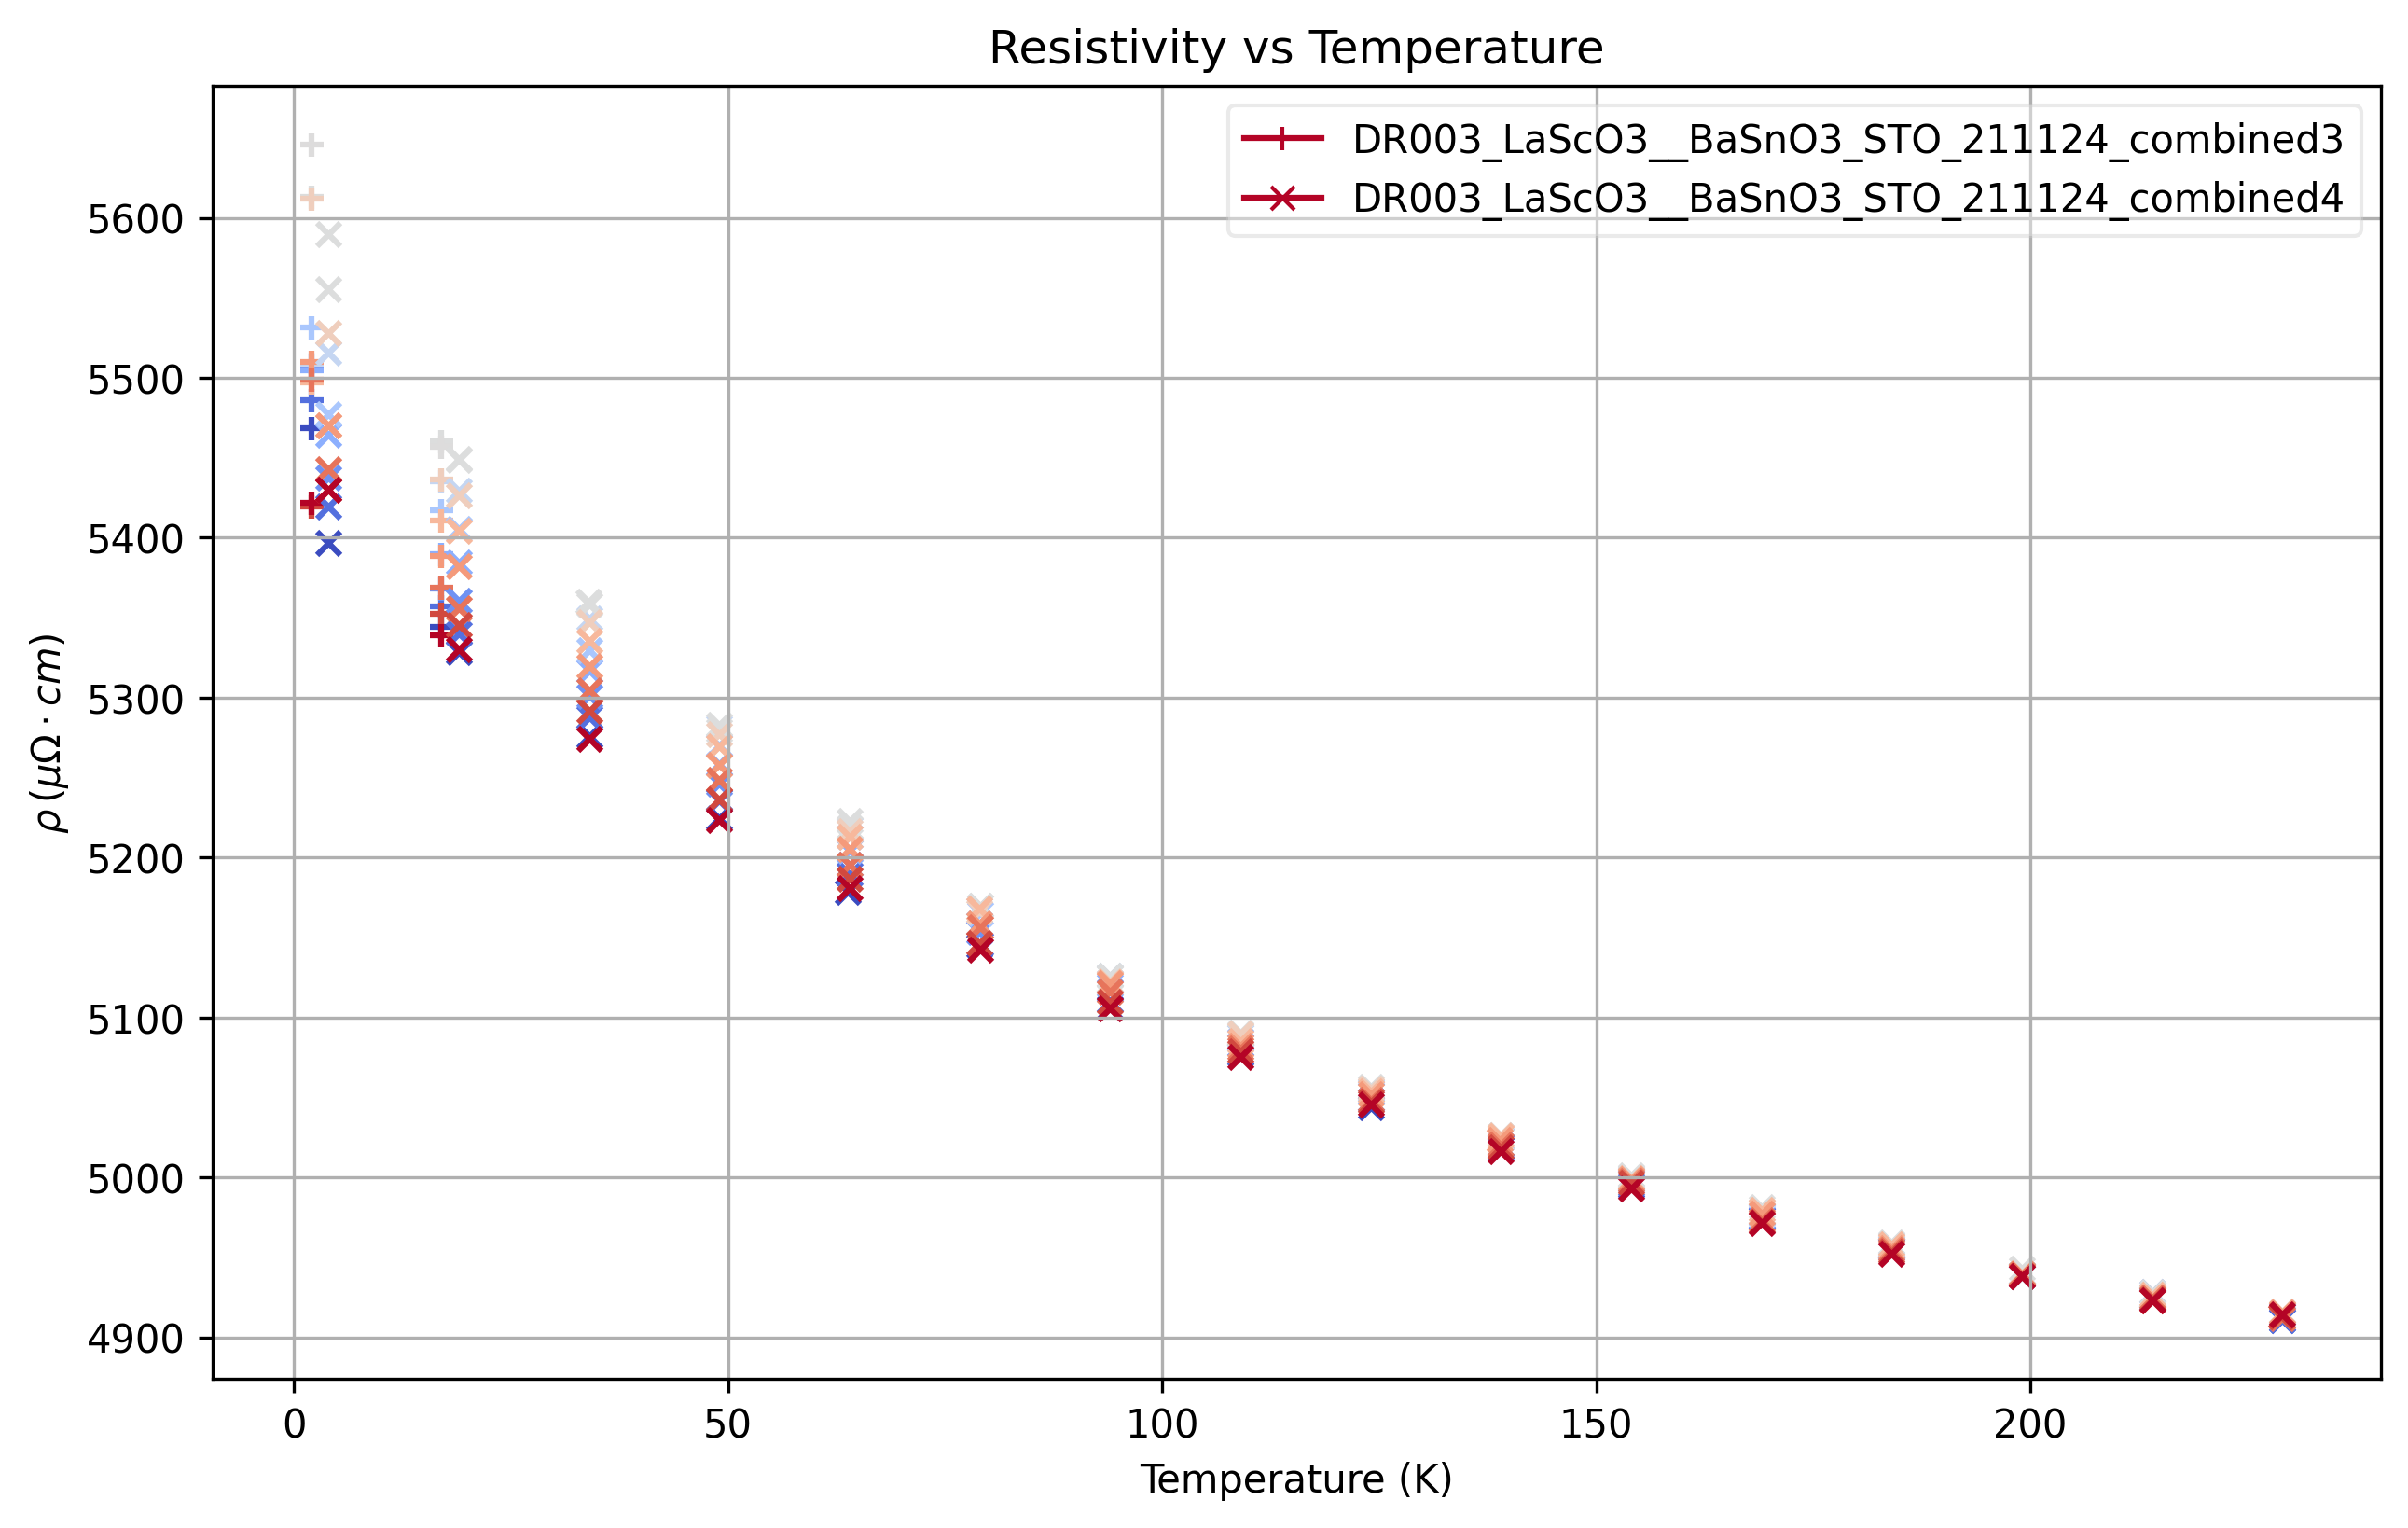 Resistivity vs Temperature
DR003_LaScO3__BaSnO3_STO_211124_combined3
DR003_LaScO3__BaSnO3_STO_211124_combined4
5600
5500
5400
5300
5200
5100
5000
4900
ρ (μΩ · cm)
0 50 100 150 200
Temperature (K)